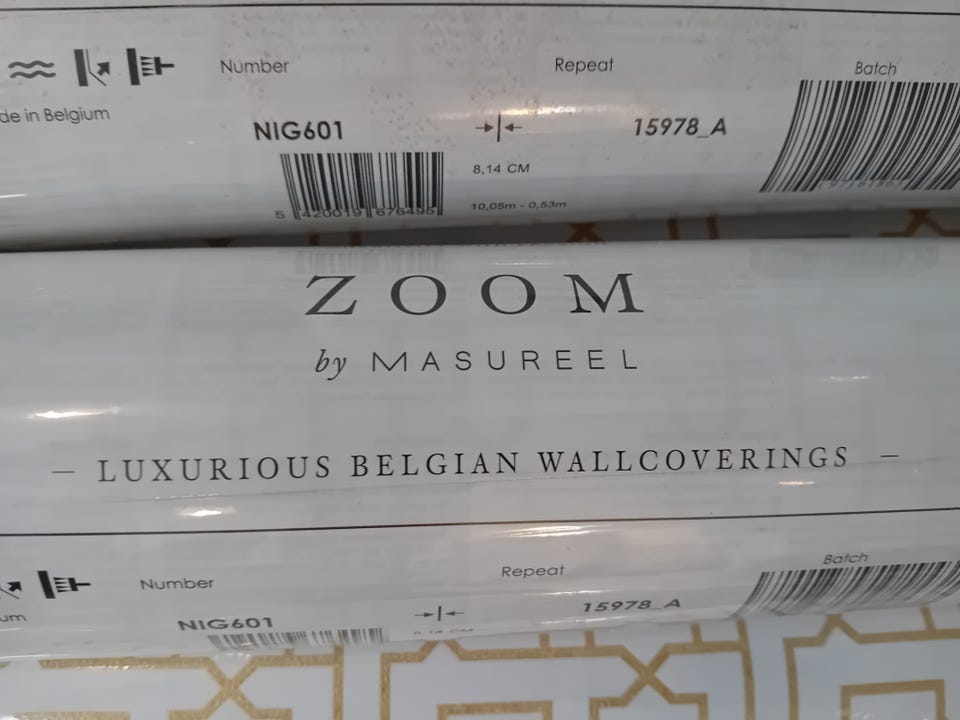 Number Repeat Batch
de in Belgium
NIG601 15978_A
8,14 CM
5 420019 676495
10,05m - 0,53m
ZOOM
by MASUREEL
— LUXURIOUS BELGIAN WALLCOVERINGS —
Number Repeat Batch
um
NIG601 15978_A